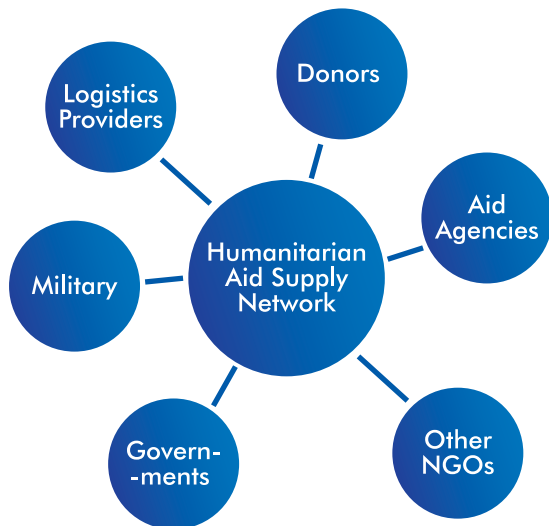 Donors
Logistics
Providers
Aid
Agencies
Humanitarian
Aid Supply
Network
Military
Govern-
-ments
Other
NGOs